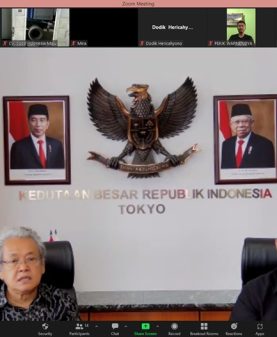 Zoom Meeting
Mira
Dodik Hericahy...
Dodik Hericahyono
KEDUTAAN BESAR REPUBLIK INDONESIA
TOKYO
Security
Participants
Chat
Share Screen
Record
Breakout Rooms
Reactions
Apps